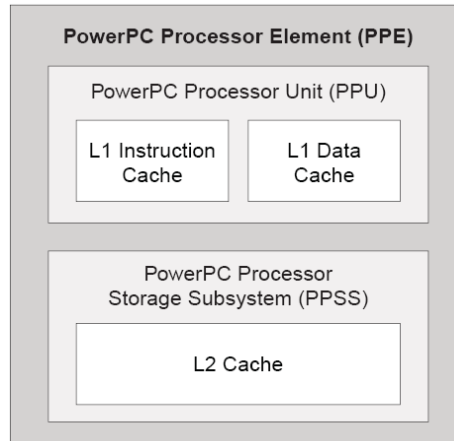 PowerPC Processor Element (PPE)
PowerPC Processor Unit (PPU)
L1 Instruction
Cache
L1 Data
Cache
PowerPC Processor
Storage Subsystem (PPSS)
L2 Cache